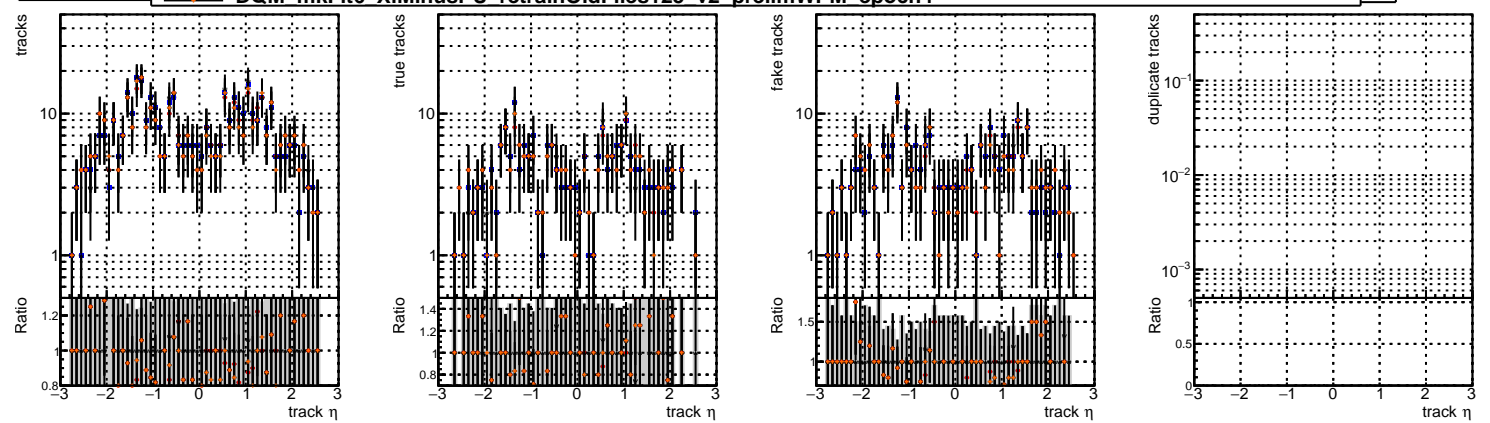 tracks
10
1
Ratio
1.2
1
0.8
−3 −2 −1 0 1 2 3
track η
true tracks
10
1
Ratio
1.4
1.2
1
0.8
−3 −2 −1 0 1 2 3
track η
fake tracks
10
1
Ratio
1.5
1
−3 −2 −1 0 1 2 3
track η
duplicate tracks
10⁻¹
10⁻²
10⁻³
Ratio
1
0.5
0
−3 −2 −1 0 1 2 3
track η